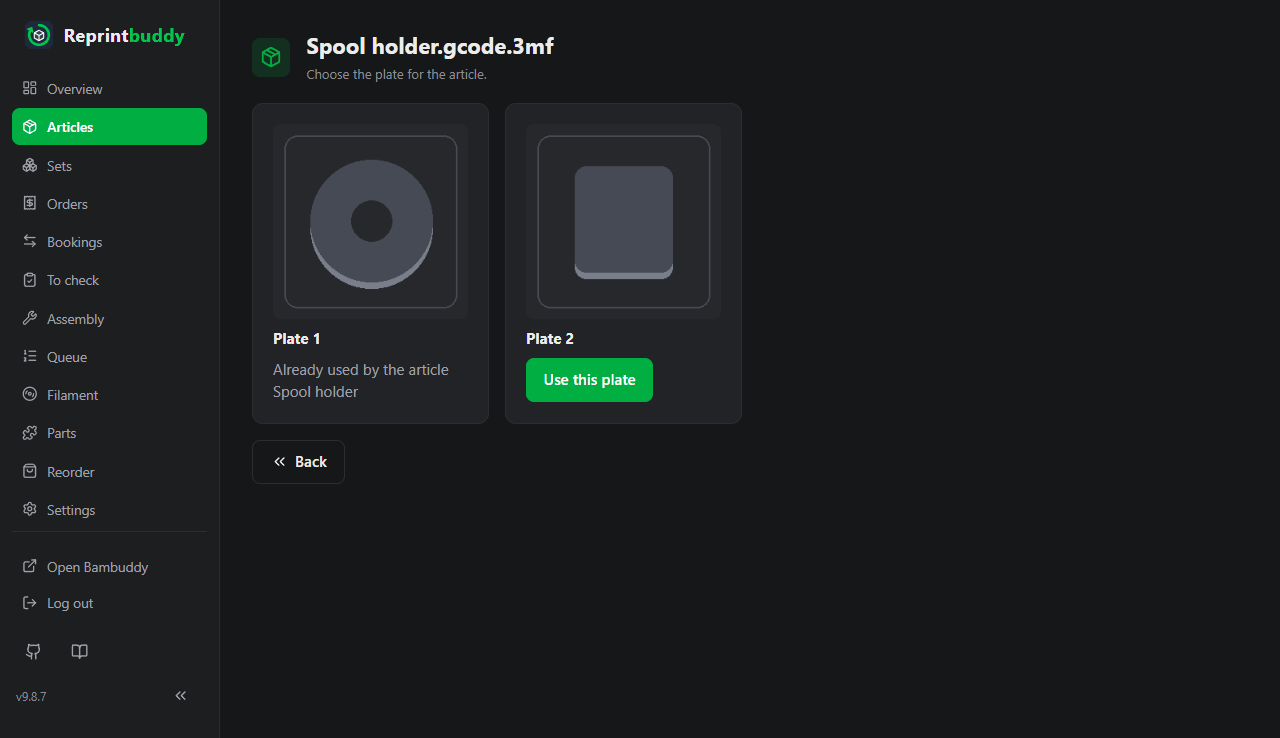 Reprintbuddy
Overview
Articles
Sets
Orders
Bookings
To check
Assembly
Queue
Filament
Parts
Reorder
Settings
Open Bambuddy
Log out
v9.8.7
Spool holder.gcode.3mf
Choose the plate for the article.
Plate 1
Already used by the article
Spool holder
Plate 2
Use this plate
Back